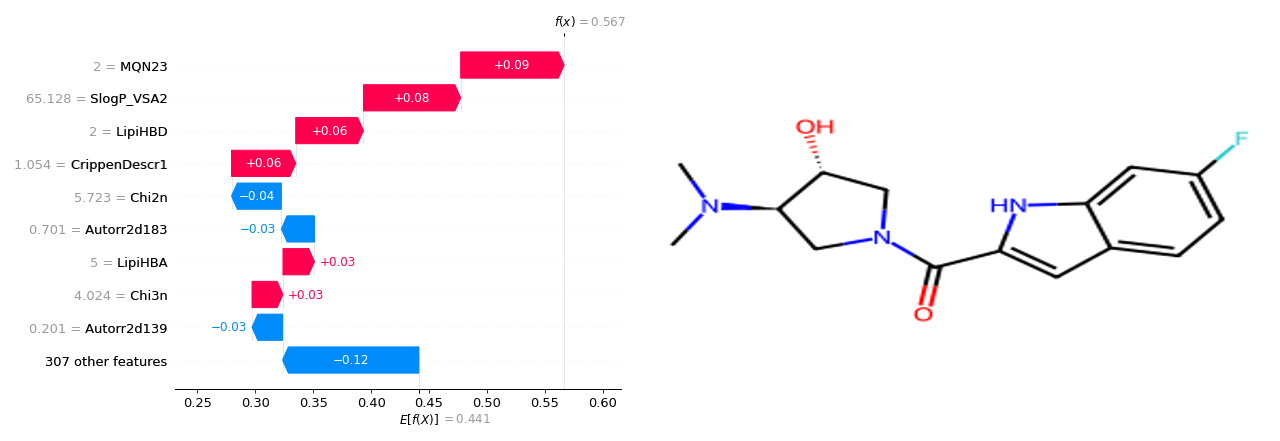 f(x) = 0.567
2 = MQN23
+0.09
65.128 = SlogP_VSA2
+0.08
2 = LipiHBD
+0.06
1.054 = CrippenDescr1
+0.06
5.723 = Chi2n
−0.04
0.701 = Autorr2d183
−0.03
5 = LipiHBA
+0.03
4.024 = Chi3n
+0.03
0.201 = Autorr2d139
−0.03
307 other features
−0.12
0.25 0.30 0.35 0.40 0.45 0.50 0.55 0.60
E[f(X)] = 0.441
OH
F
N
HN
N
O